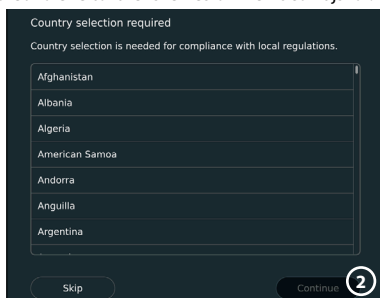 Country selection required
Country selection is needed for compliance with local regulations.
Afghanistan
Albania
Algeria
American Samoa
Andorra
Anguilla
Argentina
Skip
Continue
2